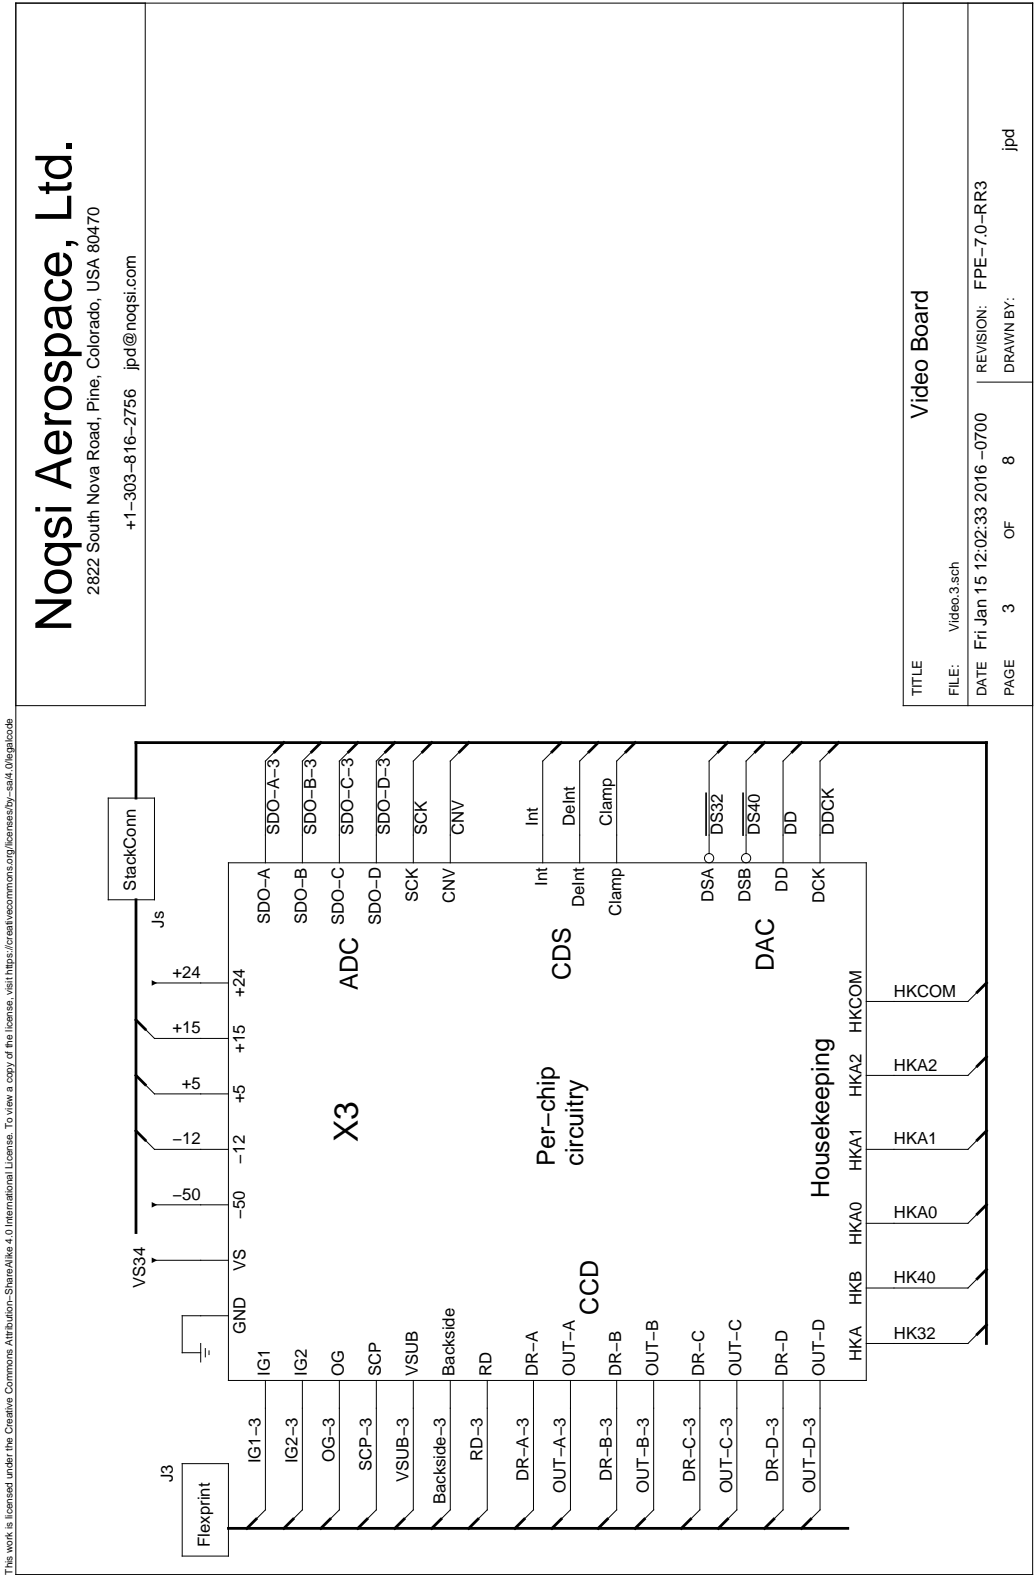 This work is licensed under the Creative Commons Attribution−ShareAlike 4.0 International License. To view a copy of the license, visit https://creativecommons.org/licenses/by−sa/4.0/legalcode
Noqsi Aerospace, Ltd.
2822 South Nova Road, Pine, Colorado, USA 80470
+1−303−816−2756 jpd@noqsi.com
StackConn
Js
J3
Flexprint
VS34
−50
−12
+5
+15
+24
GND
VS
−50
−12
+5
+15
+24
IG1−3
IG1
SDO−A
SDO−A−3
IG2−3
IG2
SDO−B
SDO−B−3
OG−3
OG
SDO−C
SDO−C−3
SCP−3
SCP
SDO−D
SDO−D−3
VSUB−3
VSUB
SCK
SCK
Backside−3
Backside
CNV
CNV
RD−3
RD
X3
ADC
DR−A−3
DR−A
Int
Int
OUT−A−3
OUT−A
DeInt
DeInt
DR−B−3
DR−B
Clamp
Clamp
OUT−B−3
OUT−B
CCD
Per−chip
circuitry
CDS
DR−C−3
DR−C
DSA
DS32
OUT−C−3
OUT−C
DSB
DS40
DR−D−3
DR−D
DD
DD
OUT−D−3
OUT−D
DCK
DDCK
DAC
Housekeeping
HKA
HKB
HKA0
HKA1
HKA2
HKCOM
HK32
HK40
HKA0
HKA1
HKA2
HKCOM
TITLE
Video Board
FILE: Video.3.sch
REVISION: FPE−7.0−RR3
DATE Fri Jan 15 12:02:33 2016 −0700
PAGE 3 OF 8
DRAWN BY: jpd